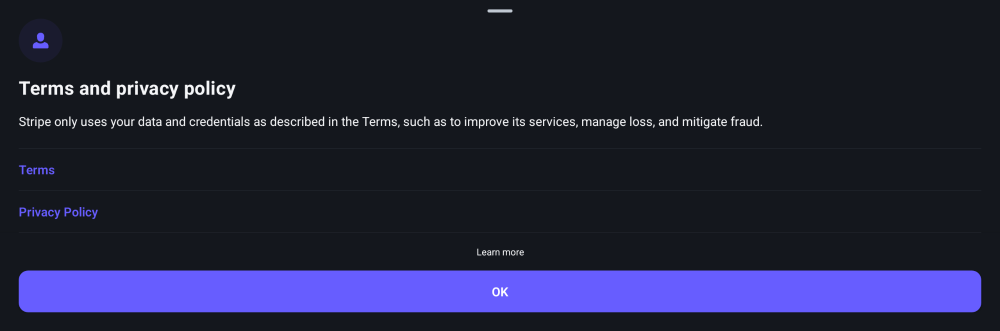 Terms and privacy policy
Stripe only uses your data and credentials as described in the Terms, such as to improve its services, manage loss, and mitigate fraud.
Terms
Privacy Policy
Learn more
OK